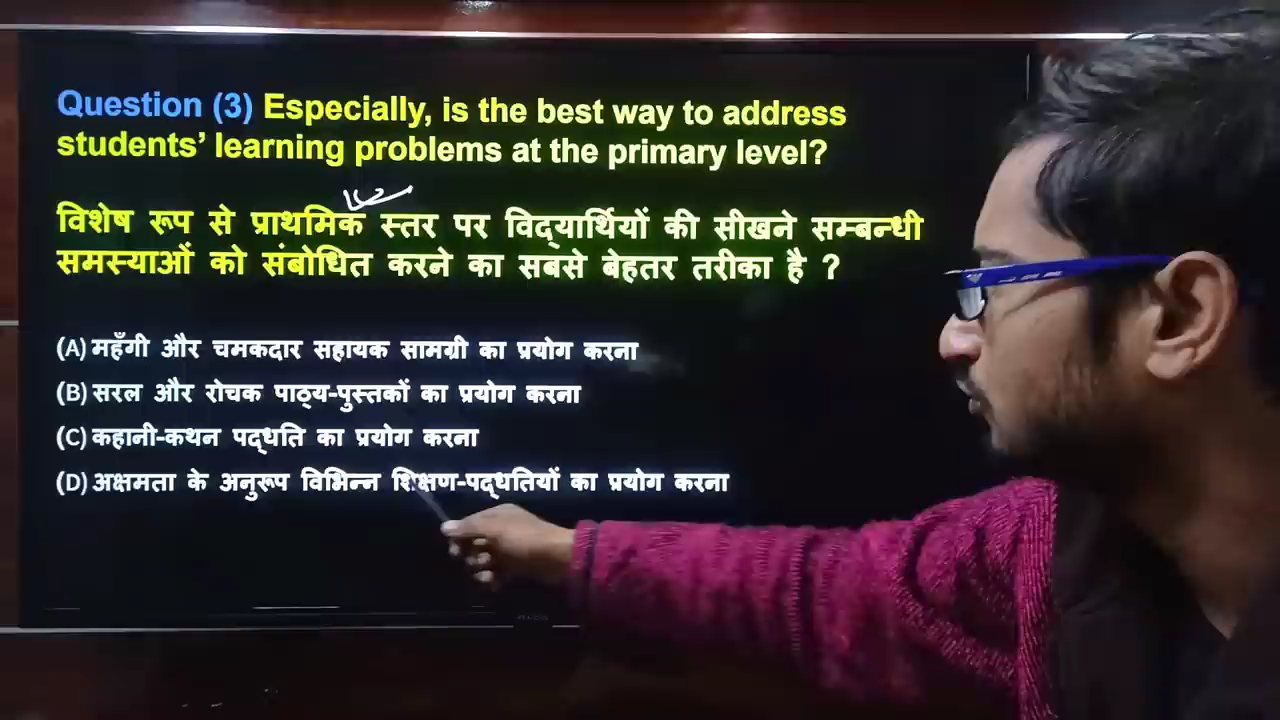 Question (3) Especially, is the best way to address
students’ learning problems at the primary level?
विशेष रूप से प्राथमिक स्तर पर विद्यार्थियों की सीखने सम्बन्धी
समस्याओं को संबोधित करने का सबसे बेहतर तरीका है ?
(A) महँगी और चमकदार सहायक सामग्री का प्रयोग करना
(B) सरल और रोचक पाठ्य-पुस्तकों का प्रयोग करना
(C) कहानी-कथन पद्धति का प्रयोग करना
(D) अक्षमता के अनुरूप विभिन्न शिक्षण-पद्धतियों का प्रयोग करना